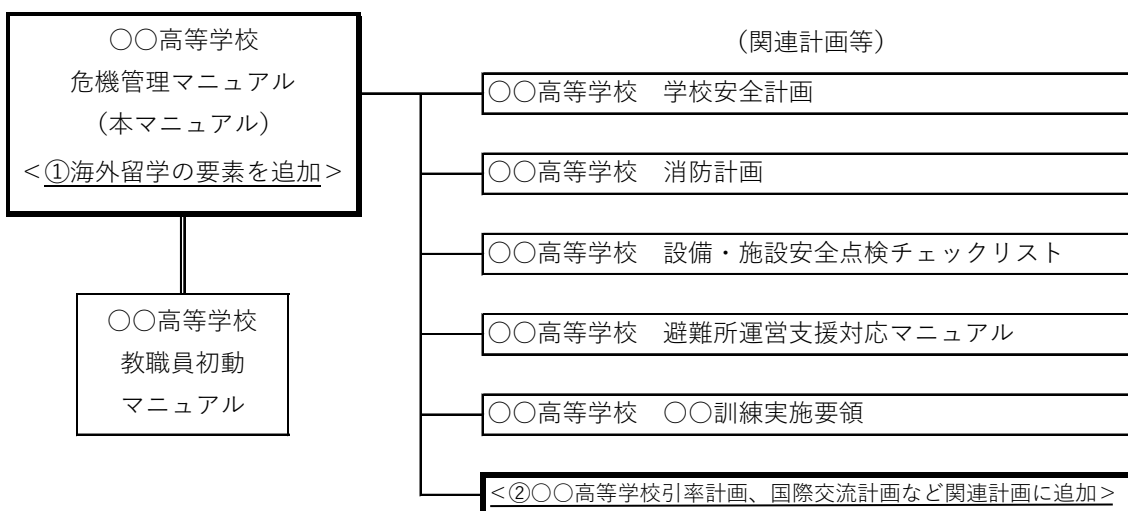 ○○高等学校
危機管理マニュアル
(本マニュアル)
<①海外留学の要素を追加>
○○高等学校
教職員初動
マニュアル
(関連計画等)
○○高等学校　学校安全計画
○○高等学校　消防計画
○○高等学校　設備・施設安全点検チェックリスト
○○高等学校　避難所運営支援対応マニュアル
○○高等学校　○○訓練実施要領
<②○○高等学校引率計画、国際交流計画など関連計画に追加>